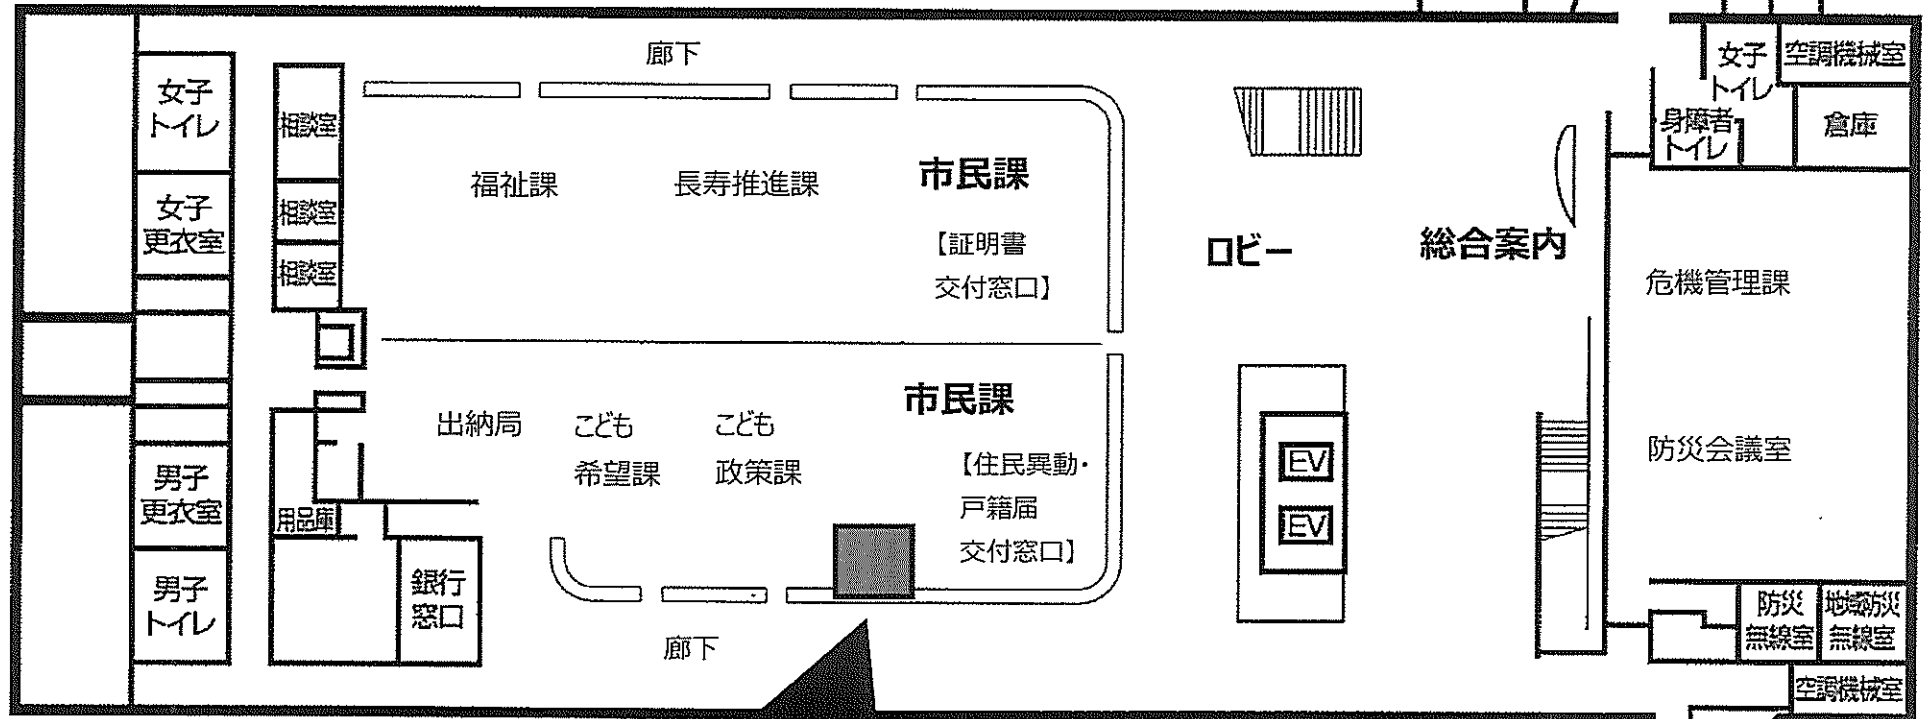 廊下
女子
トイレ
空調機械室
女子
トイレ
相談室
身障者
トイレ
倉庫
福祉課
長寿推進課
市民課
女子
更衣室
相談室
【証明書
交付窓口】
ロビー
総合案内
相談室
危機管理課
出納局
こども
希望課
こども
政策課
市民課
【住民異動・
戸籍届
交付窓口】
EV
EV
防災会議室
男子
更衣室
用品庫
銀行
窓口
男子
トイレ
廊下
防災
無線室
地域防災
無線室
空調機械室